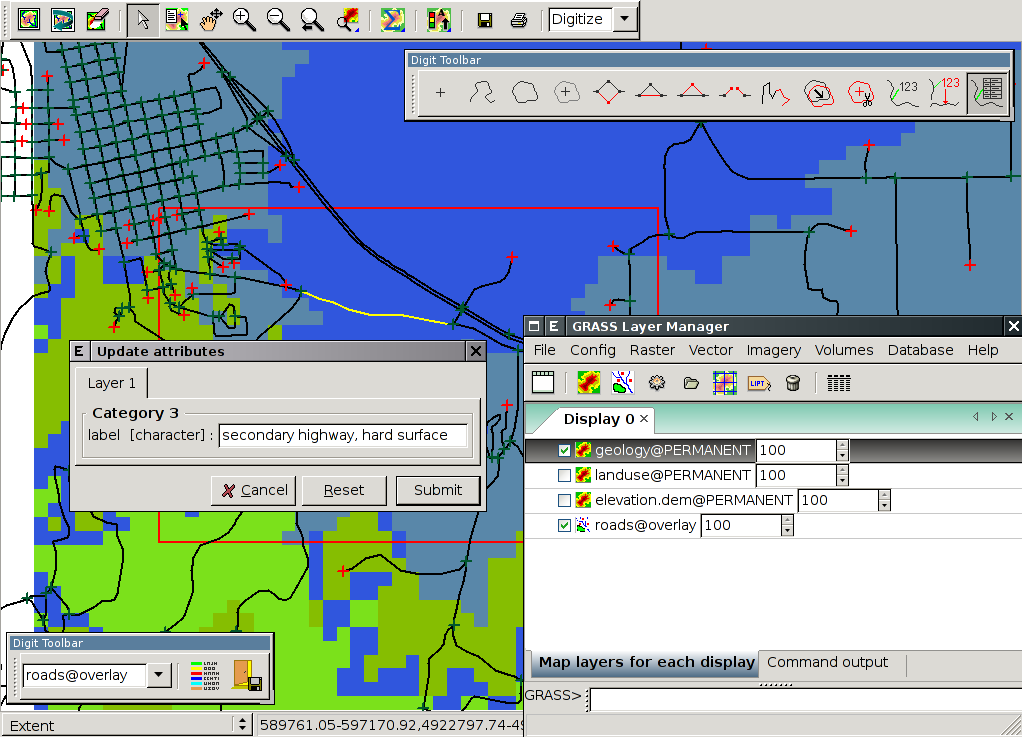 Digitize
Digit Toolbar
123
123
E GRASS Layer Manager
File Config Raster Vector Imagery Volumes Database Help
LIPT
Display 0
geology@PERMANENT 100
landuse@PERMANENT 100
elevation.dem@PERMANENT 100
roads@overlay 100
Map layers for each display Command output
GRASS>
E Update attributes
Layer 1
Category 3
label [character] : secondary highway, hard surface
Cancel Reset Submit
Digit Toolbar
roads@overlay
Extent 589761.05-597170.92,4922797.74-49